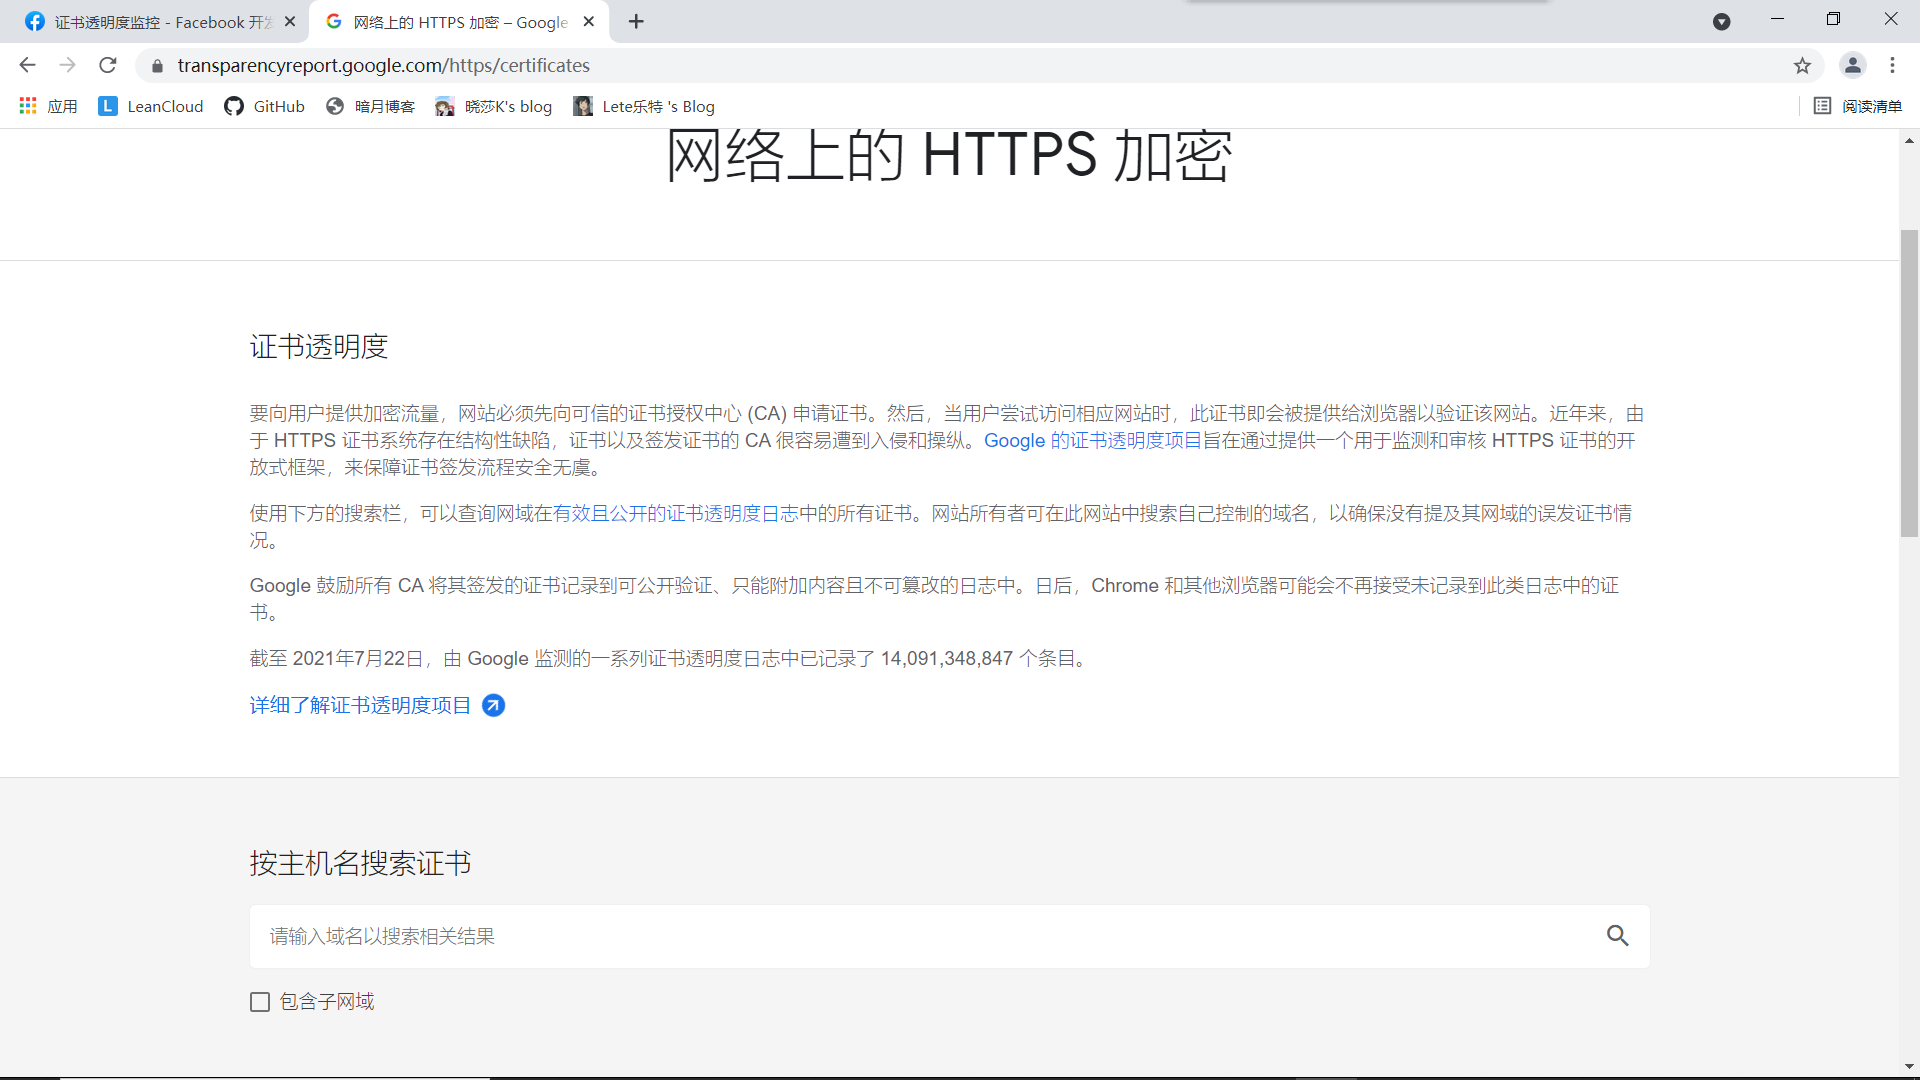 证书透明度监控 - Facebook 开发
网络上的 HTTPS 加密 – Google
transparencyreport.google.com/https/certificates
应用
LeanCloud
GitHub
暗月博客
晓莎K's blog
Lete乐特 's Blog
阅读清单
网络上的 HTTPS 加密
证书透明度
要向用户提供加密流量，网站必须先向可信的证书授权中心 (CA) 申请证书。然后，当用户尝试访问相应网站时，此证书即会被提供给浏览器以验证该网站。近年来，由
于 HTTPS 证书系统存在结构性缺陷，证书以及签发证书的 CA 很容易遭到入侵和操纵。Google 的证书透明度项目旨在通过提供一个用于监测和审核 HTTPS 证书的开
放式框架，来保障证书签发流程安全无虞。
使用下方的搜索栏，可以查询网域在有效且公开的证书透明度日志中的所有证书。网站所有者可在此网站中搜索自己控制的域名，以确保没有提及其网域的误发证书情
况。
Google 鼓励所有 CA 将其签发的证书记录到可公开验证、只能附加内容且不可篡改的日志中。日后，Chrome 和其他浏览器可能会不再接受未记录到此类日志中的证
书。
截至 2021年7月22日，由 Google 监测的一系列证书透明度日志中已记录了 14,091,348,847 个条目。
详细了解证书透明度项目
按主机名搜索证书
请输入域名以搜索相关结果
包含子网域